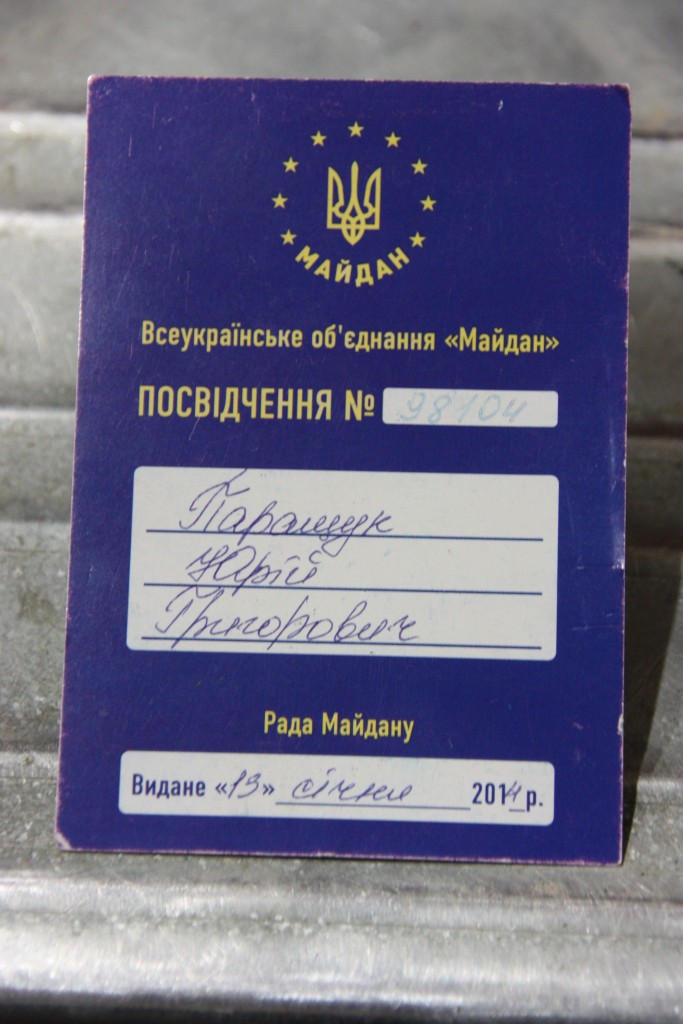 МАЙДАН
Всеукраїнське об'єднання «Майдан»
ПОСВІДЧЕННЯ № 98104
Паращук
Юрій
Григорович
Рада Майдану
Видане «13» січня 2014 р.